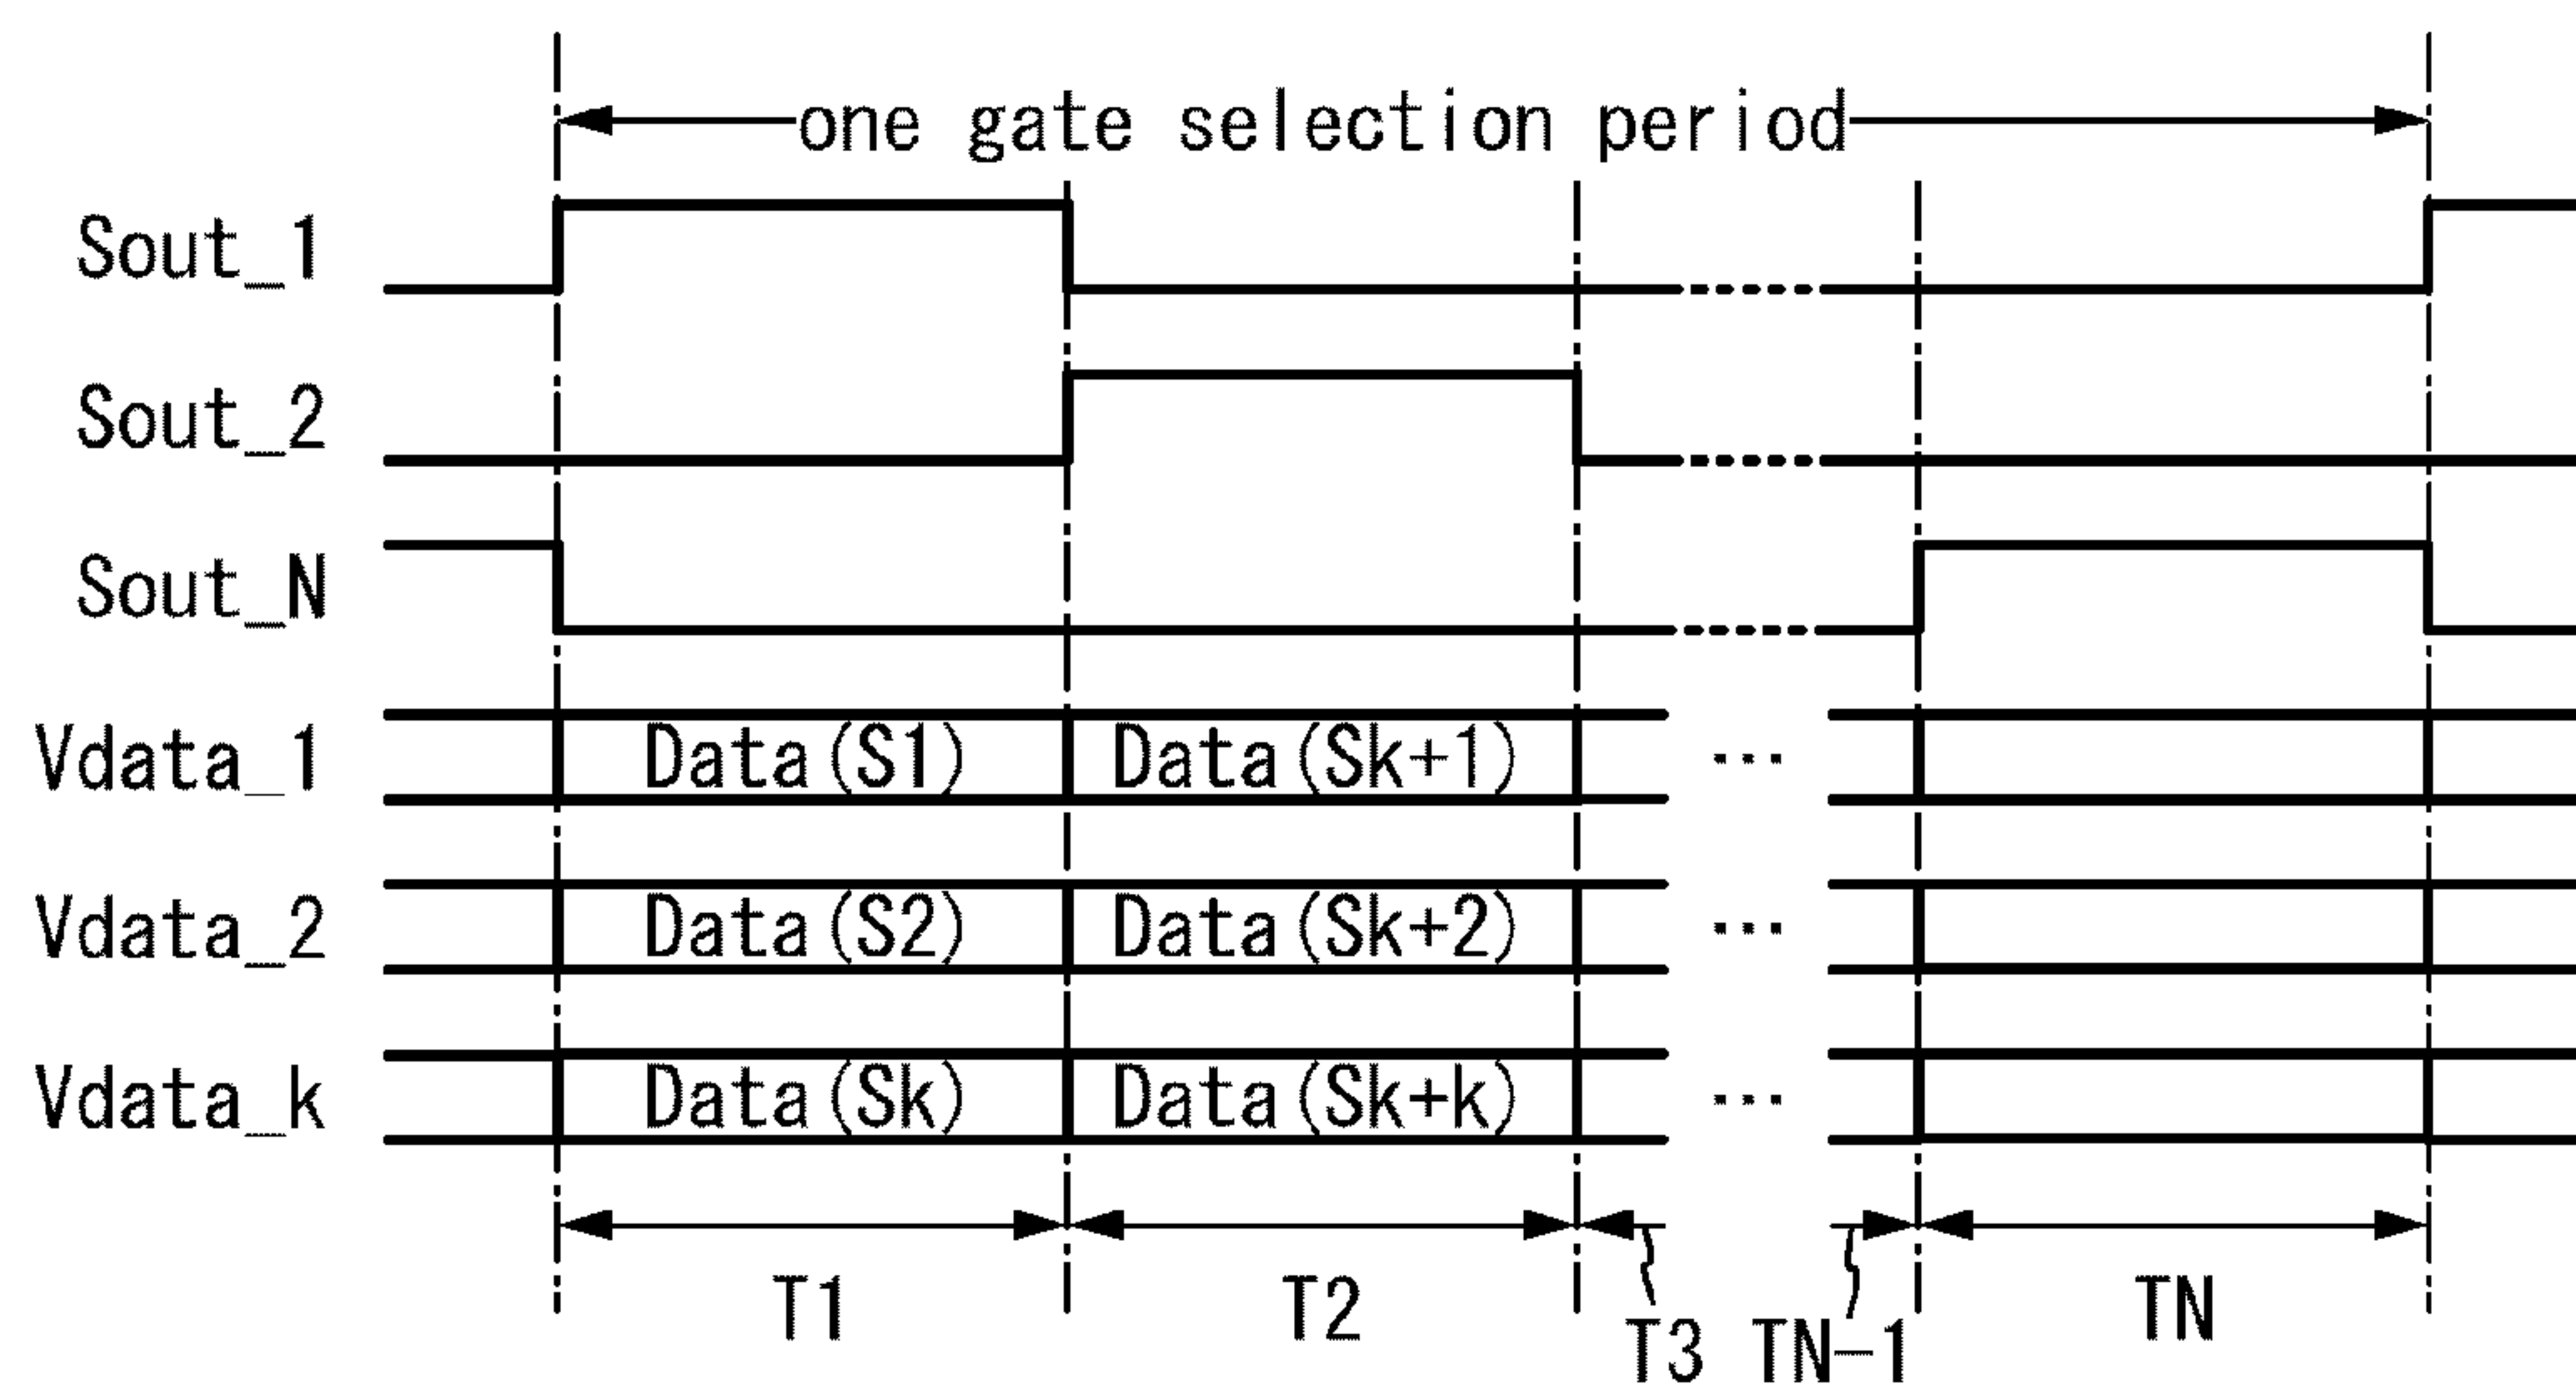 one gate selection period
Sout_1
Sout_2
Sout_N
Vdata_1 Data(S1) Data(Sk+1) ...
Vdata_2 Data(S2) Data(Sk+2) ...
Vdata_k Data(Sk) Data(Sk+k) ...
T1 T2 TN
T3 TN-1